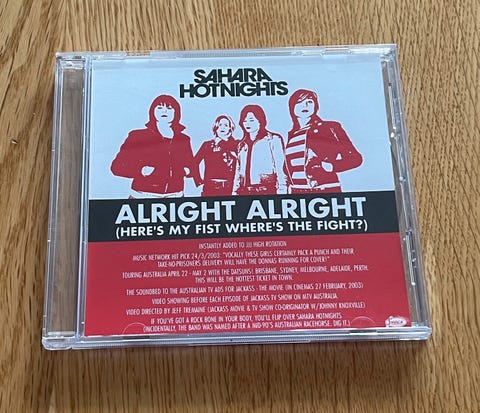 SAHARA
HOTNIGHTS
ALRIGHT ALRIGHT
(HERE'S MY FIST WHERE'S THE FIGHT?)
INSTANTLY ADDED TO JJJ HIGH ROTATION
MUSIC NETWORK HIT PICK 24/3/2003: "VOCALLY THESE GIRLS CERTAINLY PACK A PUNCH AND THEIR
TAKE-NO-PRISONERS DELIVERY WILL HAVE THE DONNAS RUNNING FOR COVER!"
TOURING AUSTRALIA APRIL 22 - MAY 2 WITH THE DATSUNS! BRISBANE, SYDNEY, MELBOURNE, ADELAIDE, PERTH.
THIS WILL BE THE HOTTEST TICKET IN TOWN.
THE SOUNDBED TO THE AUSTRALIAN TV ADS FOR JACKASS - THE MOVIE (IN CINEMAS 27 FEBRUARY, 2003)
VIDEO SHOWING BEFORE EACH EPISODE OF JACKASS TV SHOW ON MTV AUSTRALIA
VIDEO DIRECTED BY JEFF TREMAINE (JACKASS MOVIE & TV SHOW CO-ORIGINATOR W/JOHNNY KNOXVILLE)
IF YOU'VE GOT A ROCK BONE IN YOUR BODY, YOU'LL FLIP OVER SAHARA HOTNIGHTS.
(INCIDENTALLY, THE BAND WAS NAMED AFTER A MID-90'S AUSTRALIAN RACEHORSE. DIG IT.)